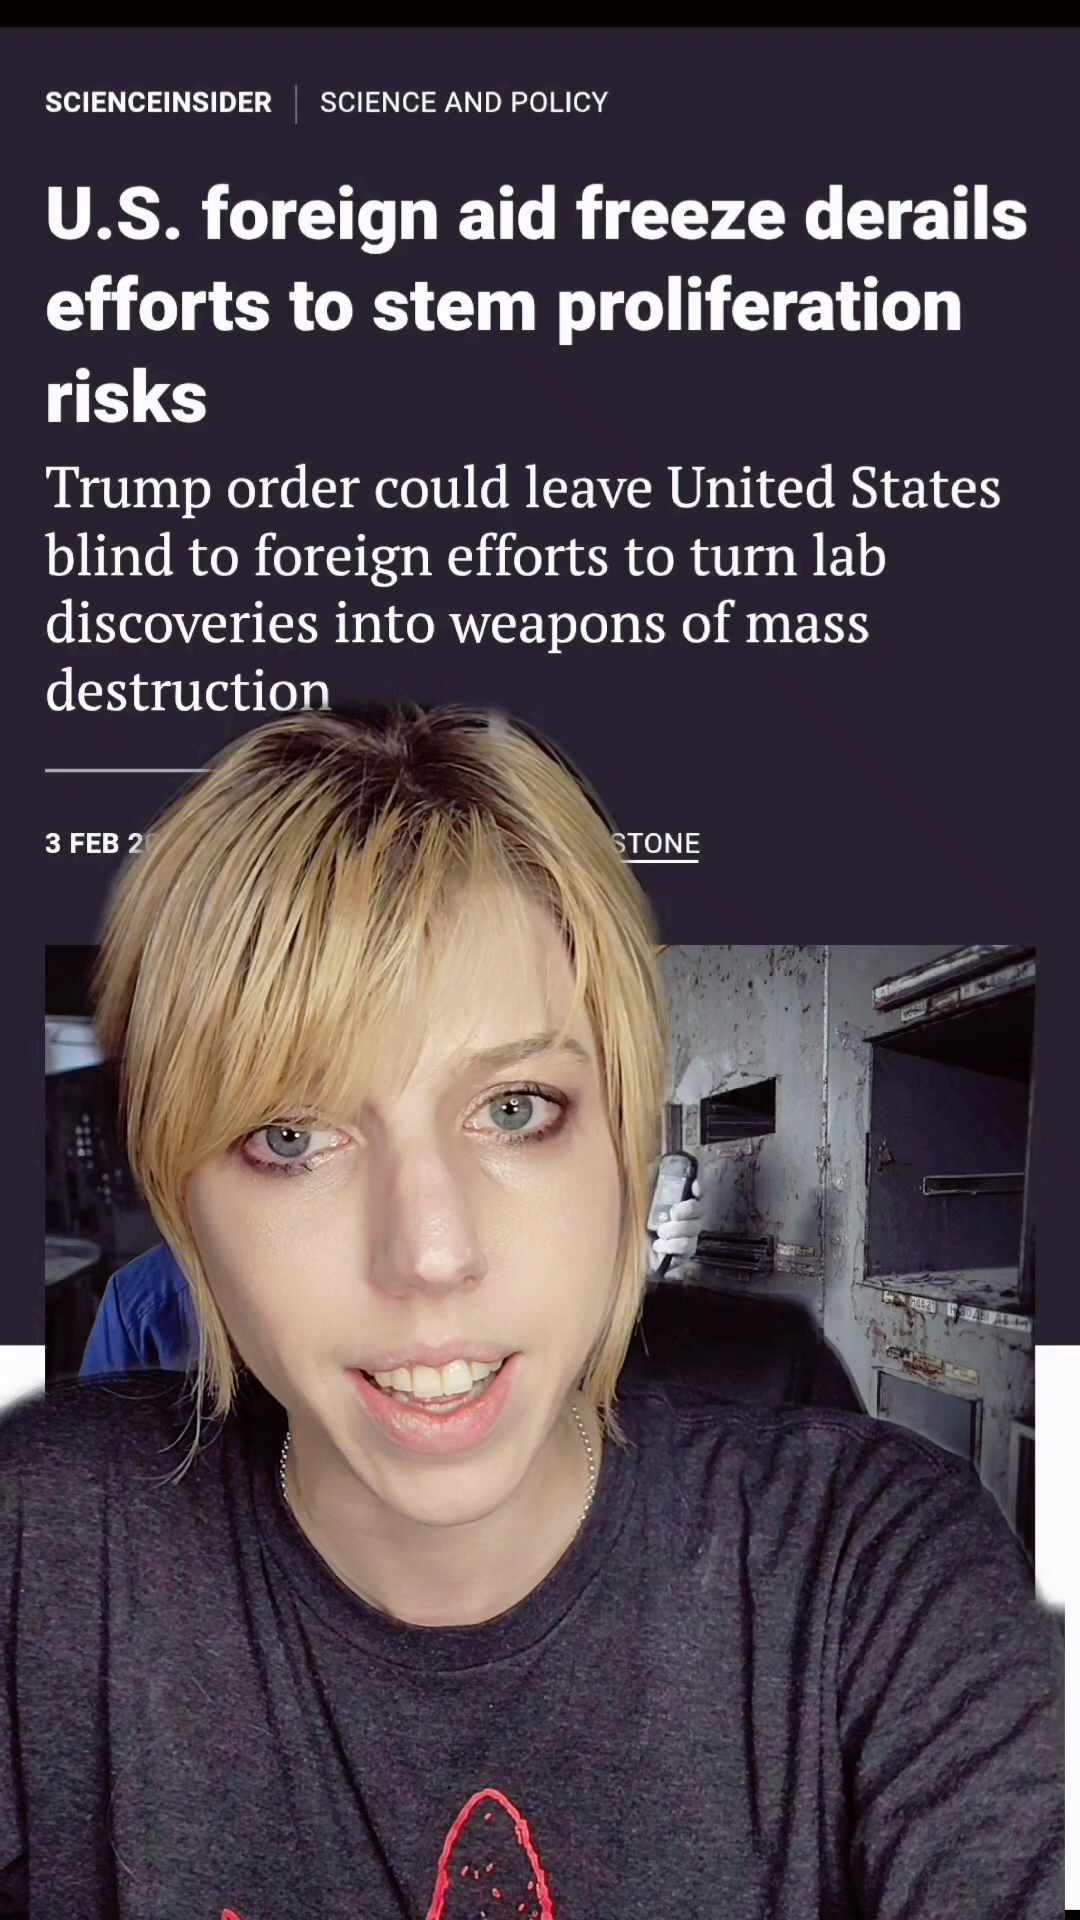 SCIENCEINSIDER | SCIENCE AND POLICY
U.S. foreign aid freeze derails
efforts to stem proliferation
risks
Trump order could leave United States
blind to foreign efforts to turn lab
discoveries into weapons of mass
destruction
3 FEB